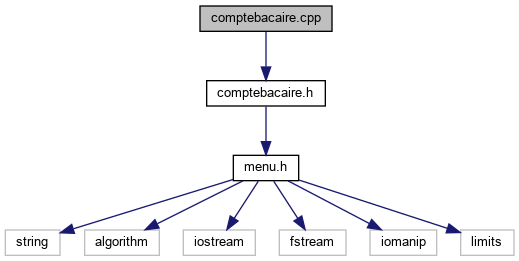 comptebacaire.cpp
comptebacaire.h
menu.h
string
algorithm
iostream
fstream
iomanip
limits